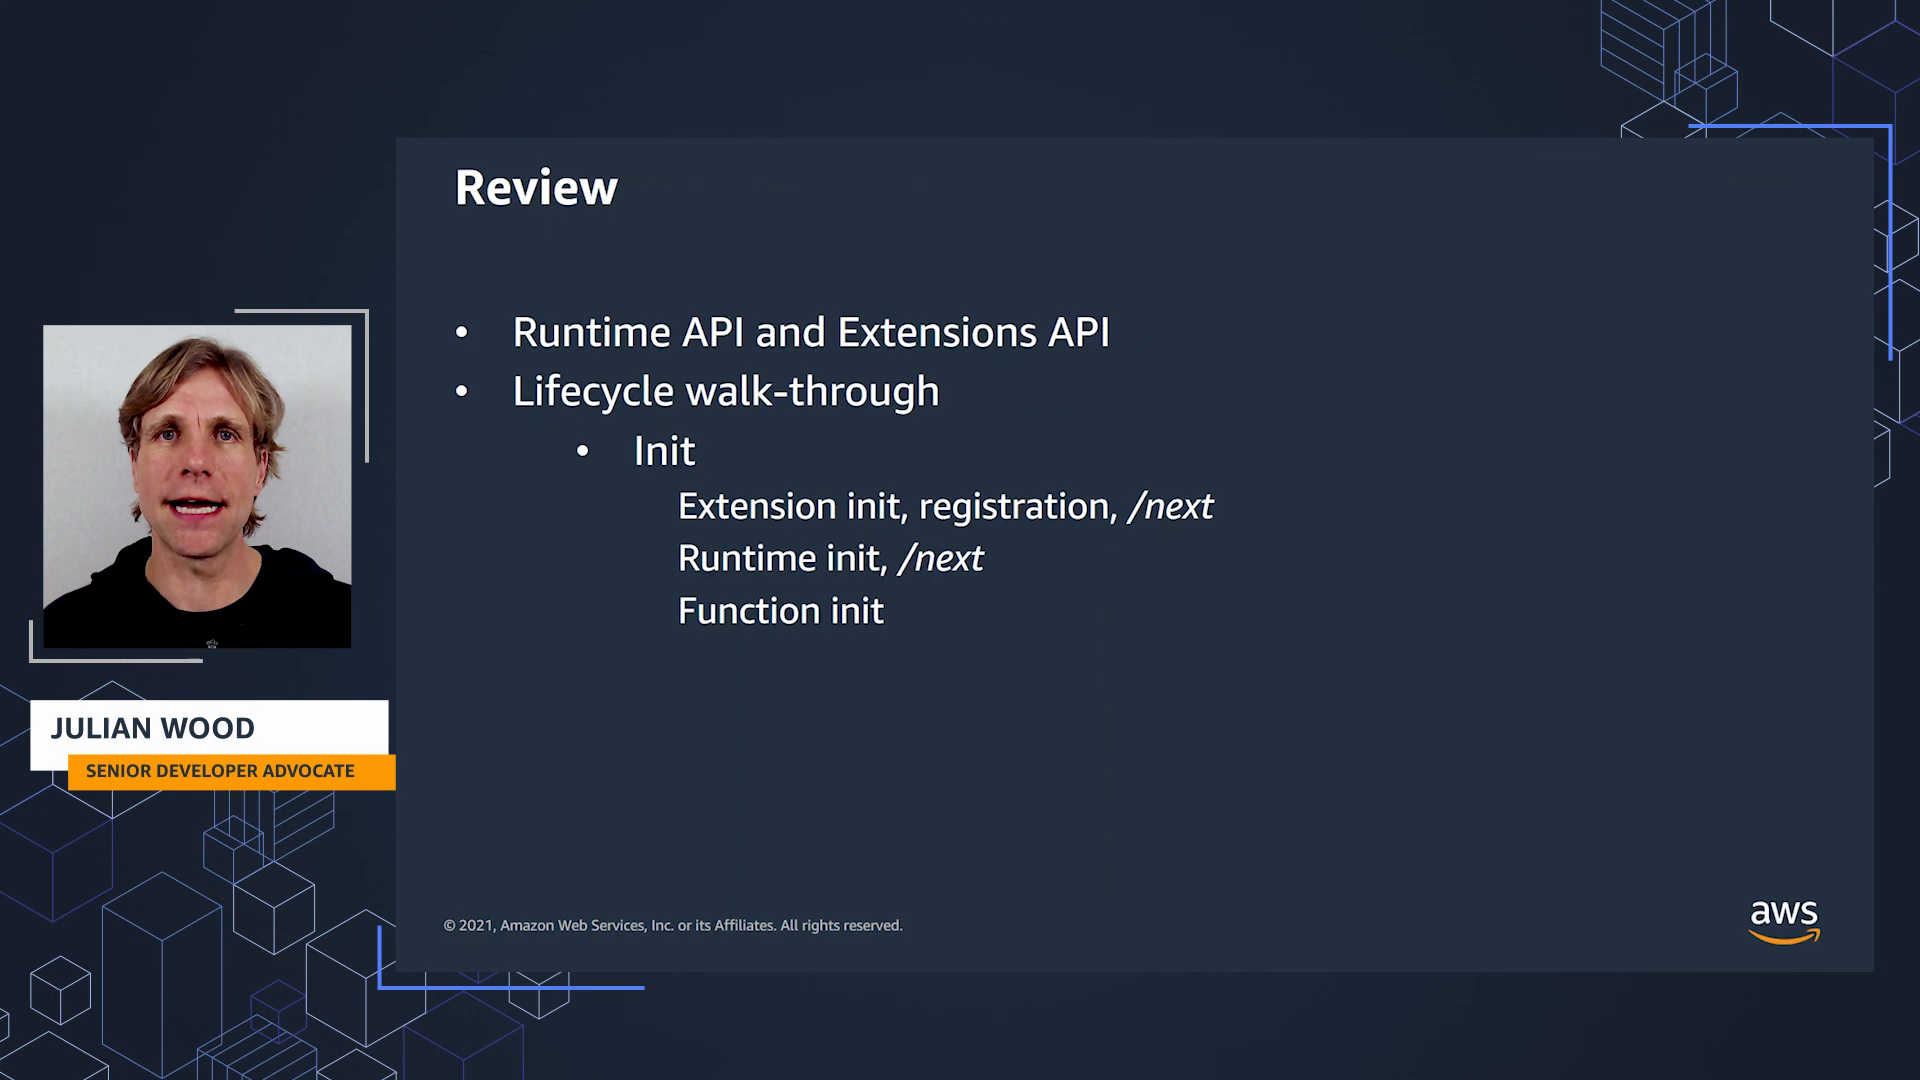 Review
• Runtime API and Extensions API
• Lifecycle walk-through
• Init
Extension init, registration, /next
Runtime init, /next
Function init
JULIAN WOOD
SENIOR DEVELOPER ADVOCATE
© 2021, Amazon Web Services, Inc. or its Affiliates. All rights reserved.
aws